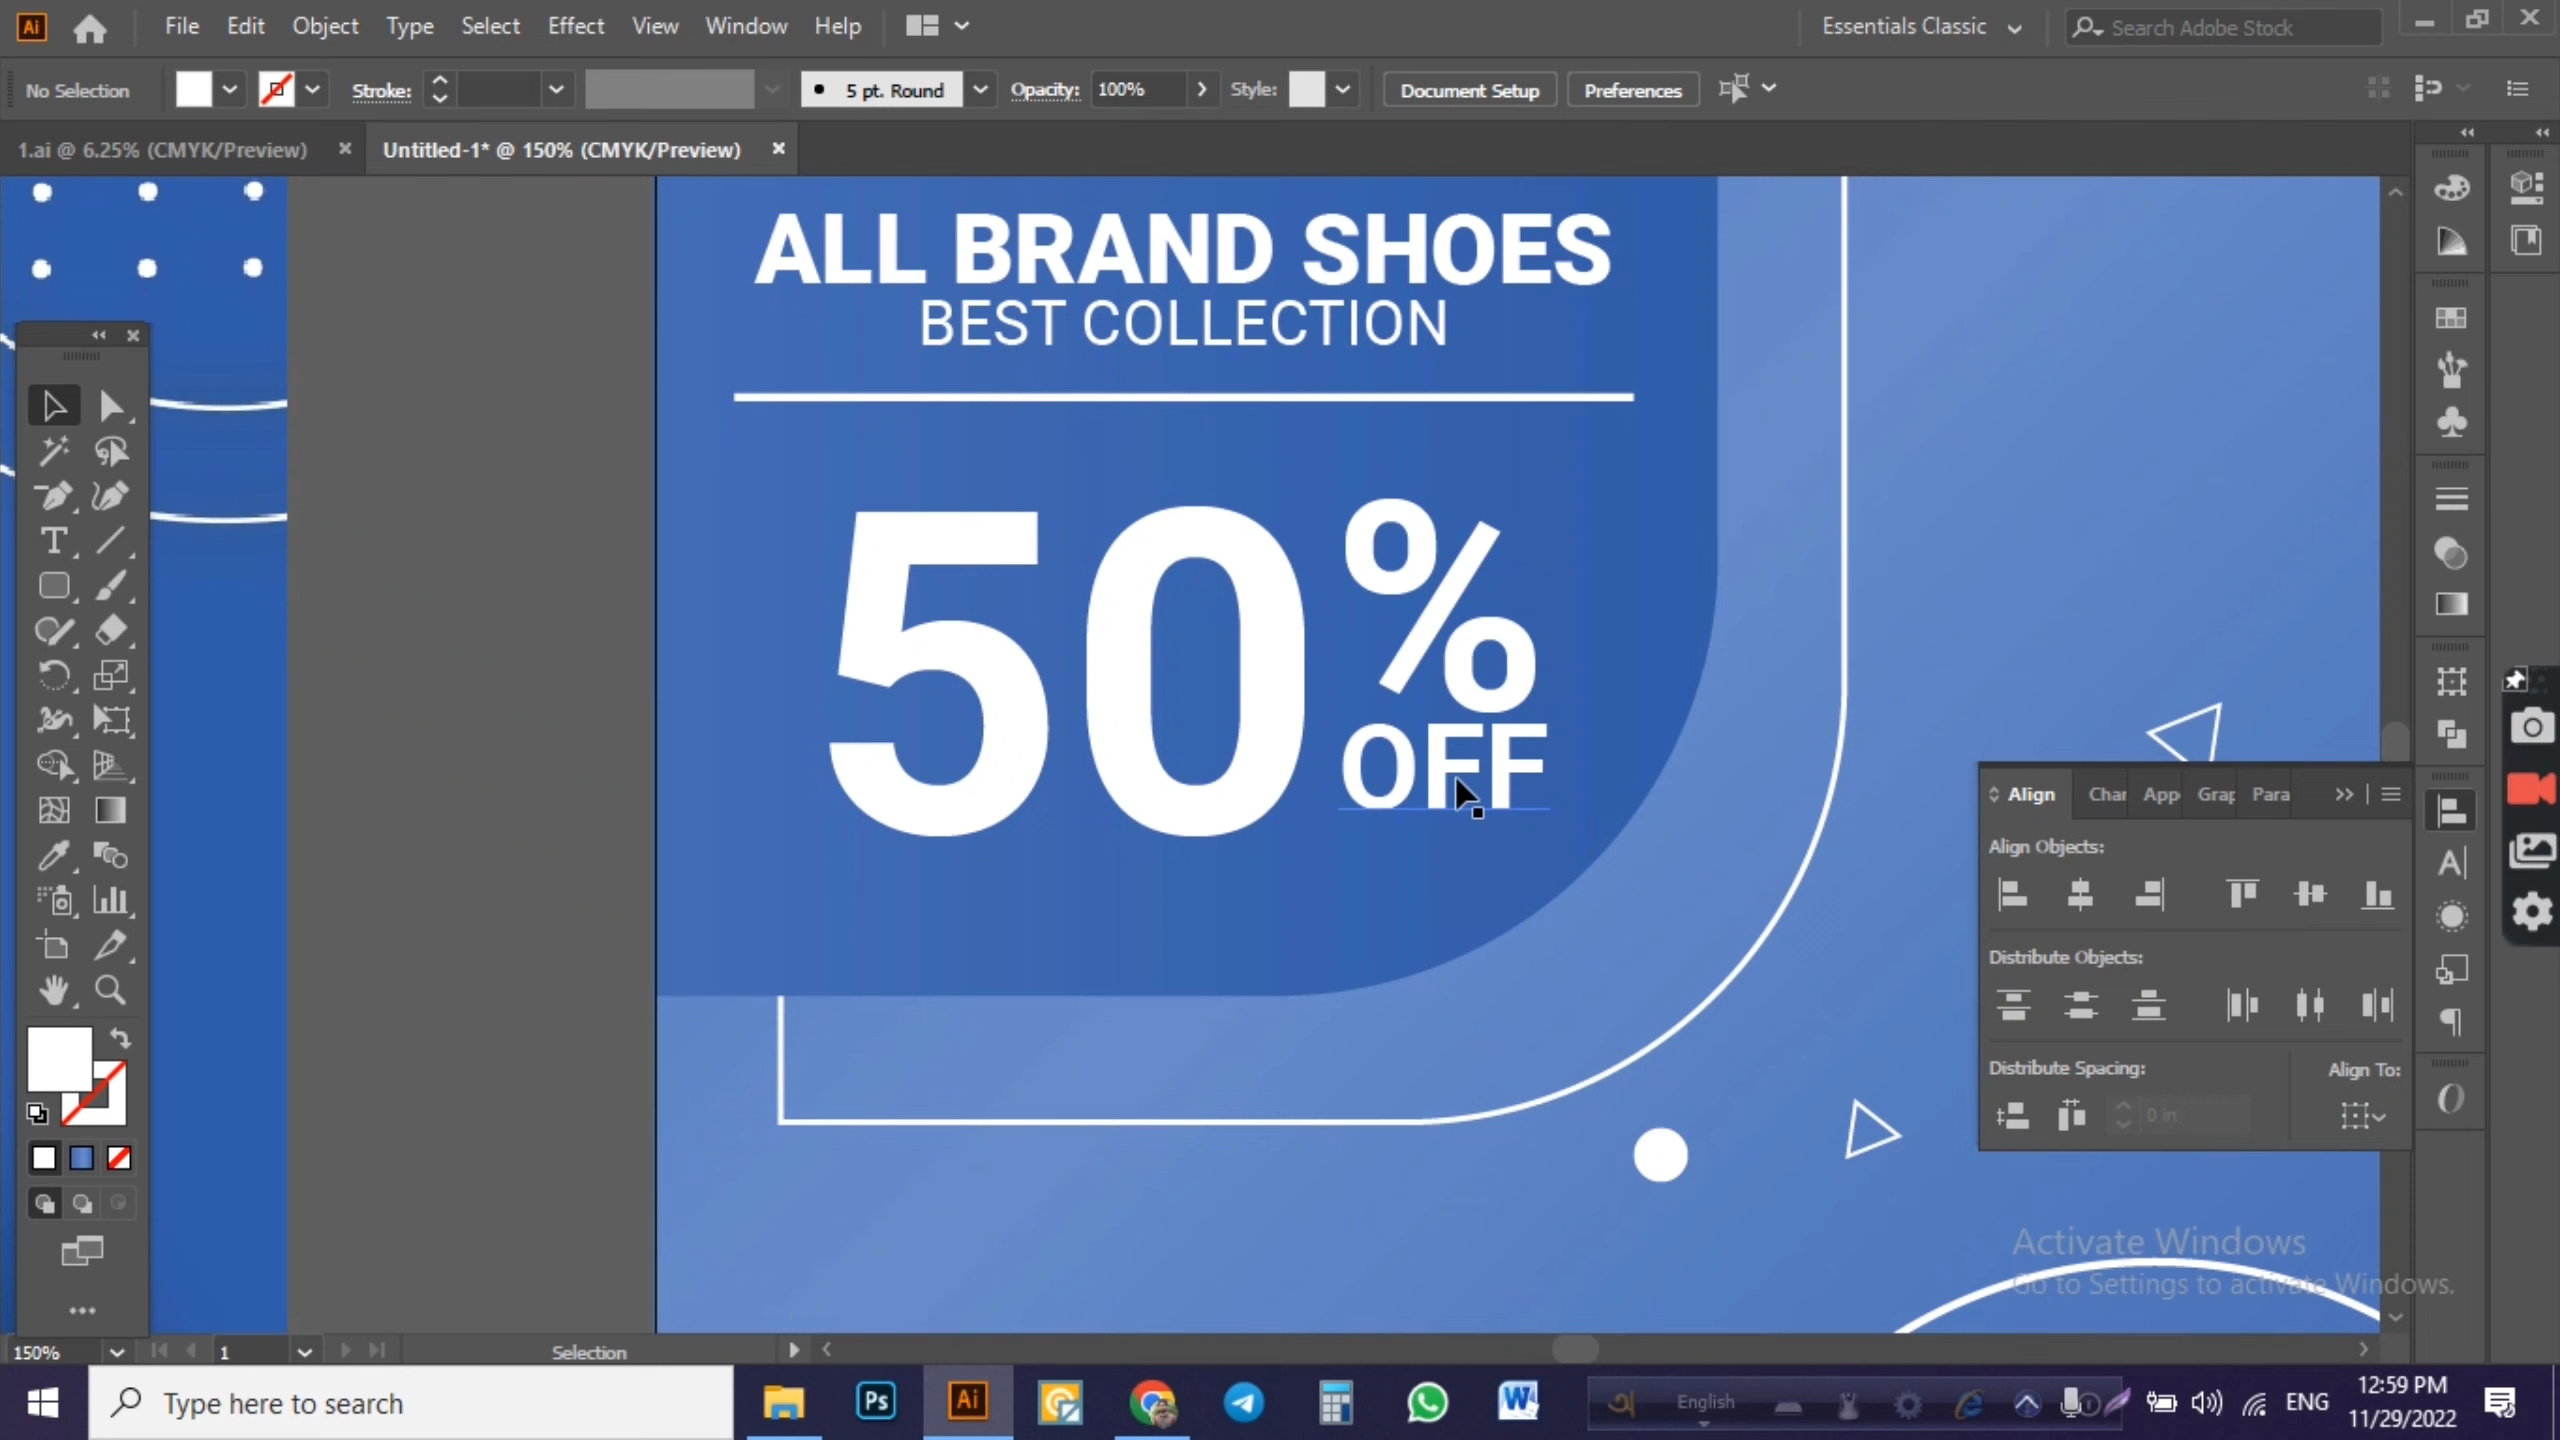 Ai File Edit Object Type Select Effect View Window Help Essentials Classic Search Adobe Stock
No Selection Stroke: 5 pt. Round Opacity: 100% Style: Document Setup Preferences
1.ai @ 6.25% (CMYK/Preview) Untitled-1* @ 150% (CMYK/Preview)
ALL BRAND SHOES
BEST COLLECTION
50%
OFF
Align Char App Grap Para
Align Objects:
Distribute Objects:
Distribute Spacing: Align To:
0 in
Activate Windows
Go to Settings to activate Windows.
150% 1 Selection
Type here to search Ps Ai W English ENG 12:59 PM
11/29/2022